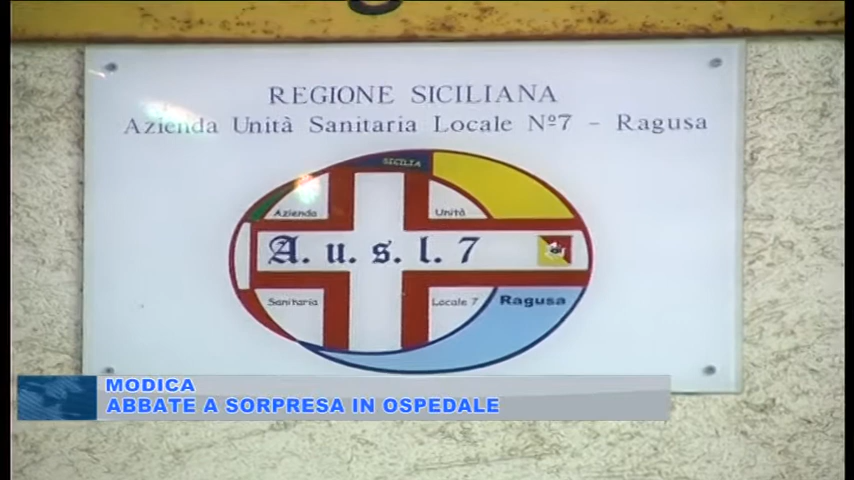 REGIONE SICILIANA
Azienda Unità Sanitaria Locale Nº7 - Ragusa
SICILIA
Azienda Unità
A. u. s. l. 7
Sanitaria Locale 7 Ragusa
MODICA
ABBATE A SORPRESA IN OSPEDALE